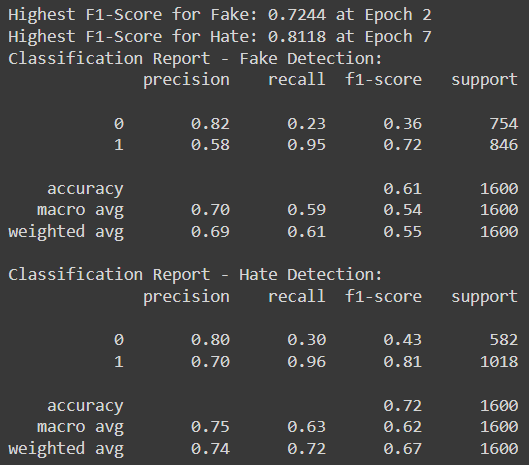 Highest F1-Score for Fake: 0.7244 at Epoch 2
Highest F1-Score for Hate: 0.8118 at Epoch 7
Classification Report - Fake Detection:
precision recall f1-score support
0 0.82 0.23 0.36 754
1 0.58 0.95 0.72 846
accuracy 0.61 1600
macro avg 0.70 0.59 0.54 1600
weighted avg 0.69 0.61 0.55 1600
Classification Report - Hate Detection:
precision recall f1-score support
0 0.80 0.30 0.43 582
1 0.70 0.96 0.81 1018
accuracy 0.72 1600
macro avg 0.75 0.63 0.62 1600
weighted avg 0.74 0.72 0.67 1600